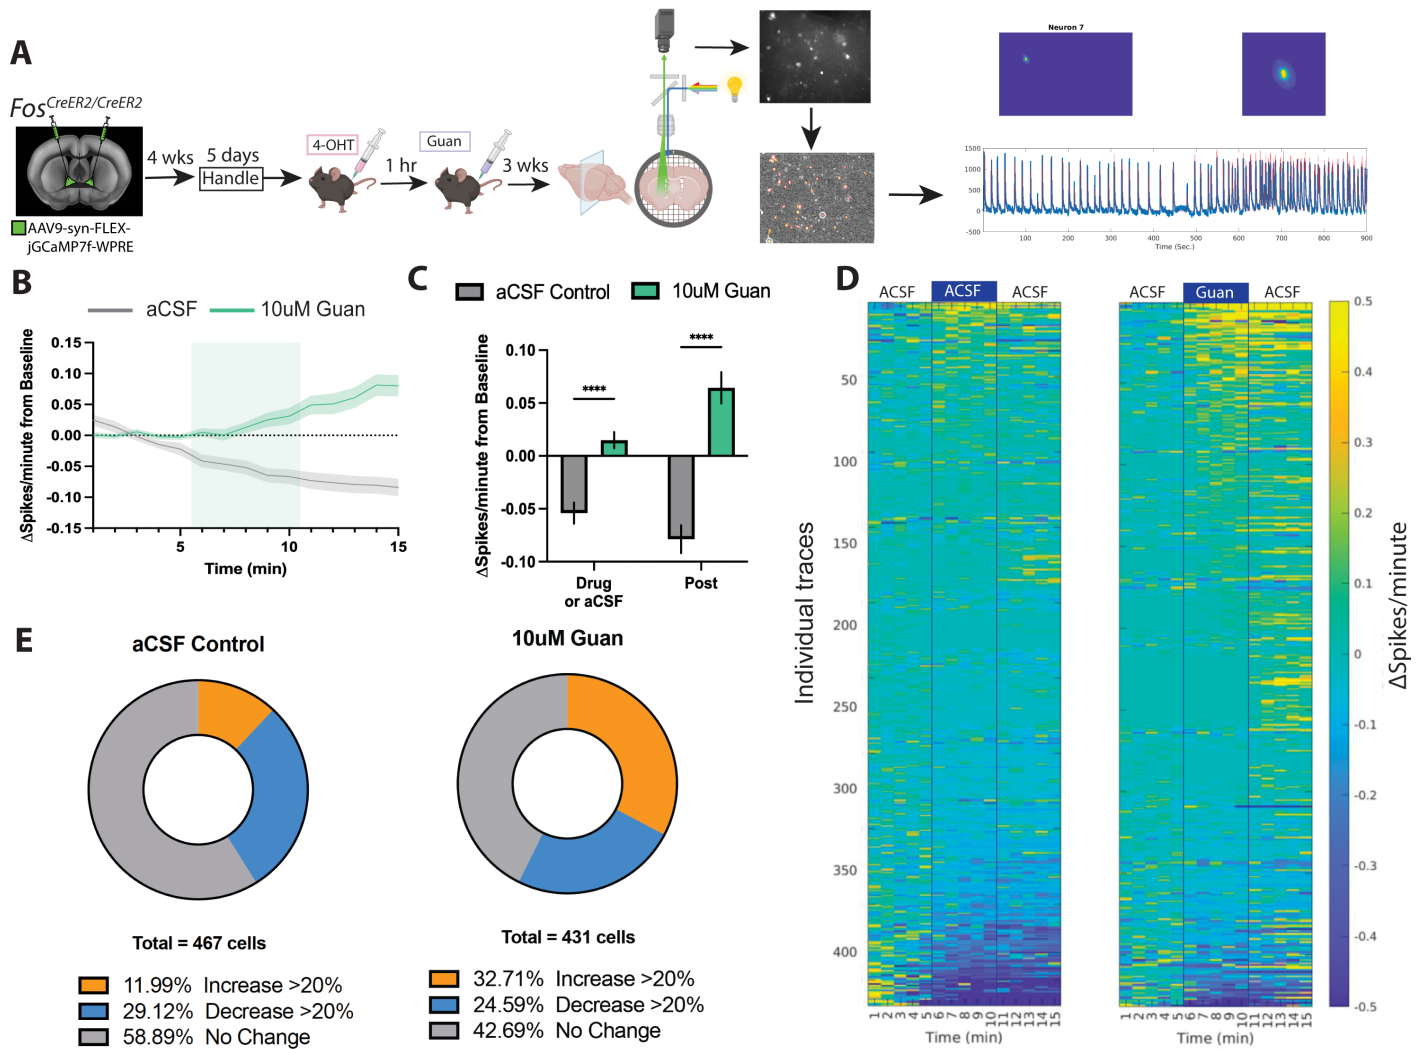 A
Fos CreER2/CreER2
AAV9-syn-FLEX-
jGCaMP7f-WPRE
4 wks
5 days
Handle
4-OHT
1 hr
Guan
3 wks
Neuron 7
1500
1000
500
0
-500
100 200 300 400 500 600 700 800 900
Time (Sec.)
B
aCSF 10uM Guan
ΔSpikes/minute from Baseline
0.15
0.10
0.05
0.00
-0.05
-0.10
-0.15
5 10 15
Time (min)
C
aCSF Control 10uM Guan
ΔSpikes/minute from Baseline
0.10
0.05
0.00
-0.05
-0.10
****
****
Drug
or aCSF
Post
D
ACSF ACSF ACSF
ACSF Guan ACSF
Individual traces
50
100
150
200
250
300
350
400
1 2 3 4 5 6 7 8 9 10 11 12 13 14 15
Time (min)
1 2 3 4 5 6 7 8 9 10 11 12 13 14 15
Time (min)
0.5
0.4
0.3
0.2
0.1
0
-0.1
-0.2
-0.3
-0.4
-0.5
ΔSpikes/minute
E
aCSF Control
Total = 467 cells
11.99% Increase >20%
29.12% Decrease >20%
58.89% No Change
10uM Guan
Total = 431 cells
32.71% Increase >20%
24.59% Decrease >20%
42.69% No Change